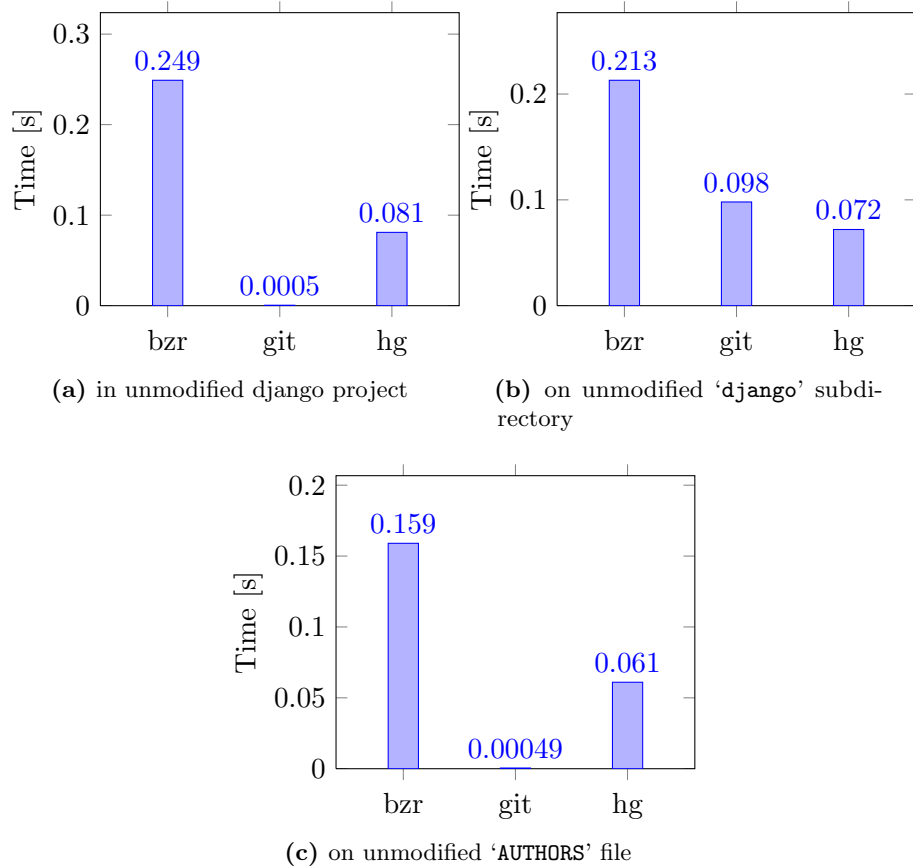 0.3
0.2
0.1
0
Time [s]
0.249
0.0005
0.081
bzr git hg
(a) in unmodified django project
0.2
0.1
0
Time [s]
0.213
0.098
0.072
bzr git hg
(b) on unmodified ‘django’ subdi-
rectory
0.2
0.15
0.1
0.05
0
Time [s]
0.159
0.00049
0.061
bzr git hg
(c) on unmodified ‘AUTHORS’ file